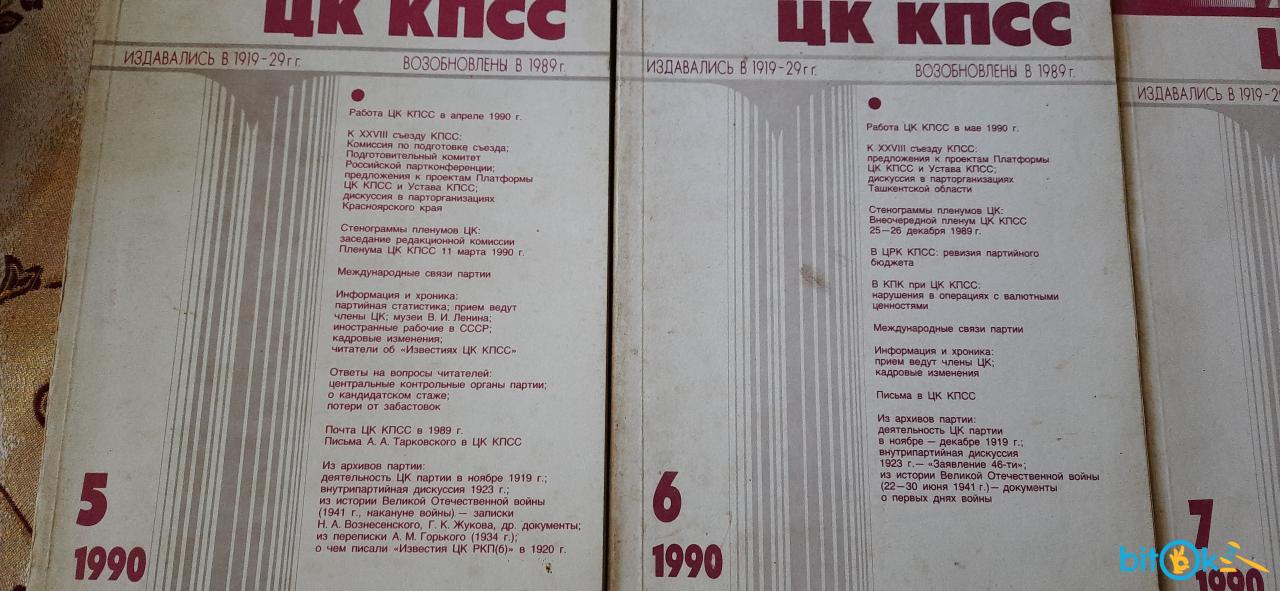 ЦК КПСС
ИЗДАВАЛИСЬ В 1919-29гг. ВОЗОБНОВЛЕНЫ В 1989г.
Работа ЦК КПСС в апреле 1990 г.
К XXVIII съезду КПСС:
Комиссия по подготовке съезда;
Подготовительный комитет
Российской партконференции;
предложения к проектам Платформы
ЦК КПСС и Устава КПСС;
дискуссия в парторганизациях
Красноярского края
Стенограммы пленумов ЦК:
заседание редакционной комиссии
Пленума ЦК КПСС 11 марта 1990 г.
Международные связи партии
Информация и хроника:
партийная статистика; прием ведут
члены ЦК; музеи В. И. Ленина;
иностранные рабочие в СССР;
кадровые изменения;
читатели об «Известиях ЦК КПСС»
Ответы на вопросы читателей:
центральные контрольные органы партии;
о кандидатском стаже;
потери от забастовок
Почта ЦК КПСС в 1989 г.
Письма А. А. Тарковского в ЦК КПСС
Из архивов партии:
деятельность ЦК партии в ноябре 1919 г.;
внутрипартийная дискуссия 1923 г.;
из истории Великой Отечественной войны
(1941 г., накануне войны) — записки
Н. А. Вознесенского, Г. К. Жукова, др. документы;
из переписки А. М. Горького (1934 г.);
о чем писали «Известия ЦК РКП(б)» в 1920 г.
5
1990
ЦК КПСС
ИЗДАВАЛИСЬ В 1919-29гг. ВОЗОБНОВЛЕНЫ В 1989г.
Работа ЦК КПСС в мае 1990 г.
К XXVIII съезду КПСС:
предложения к проектам Платформы
ЦК КПСС и Устава КПСС;
дискуссия в парторганизациях
Ташкентской области
Стенограммы пленумов ЦК:
Внеочередной пленум ЦК КПСС
25—26 декабря 1989 г.
В ЦРК КПСС: ревизия партийного
бюджета
В КПК при ЦК КПСС:
нарушения в операциях с валютными
ценностями
Международные связи партии
Информация и хроника:
прием ведут члены ЦК;
кадровые изменения
Письма в ЦК КПСС
Из архивов партии:
деятельность ЦК партии
в ноябре — декабре 1919 г.;
внутрипартийная дискуссия
1923 г.— «Заявление 46-ти»;
из истории Великой Отечественной войны
(22—30 июня 1941 г.)— документы
о первых днях войны
6
1990
ИЗДАВАЛИСЬ В 1919-2
7
1990
bitOk